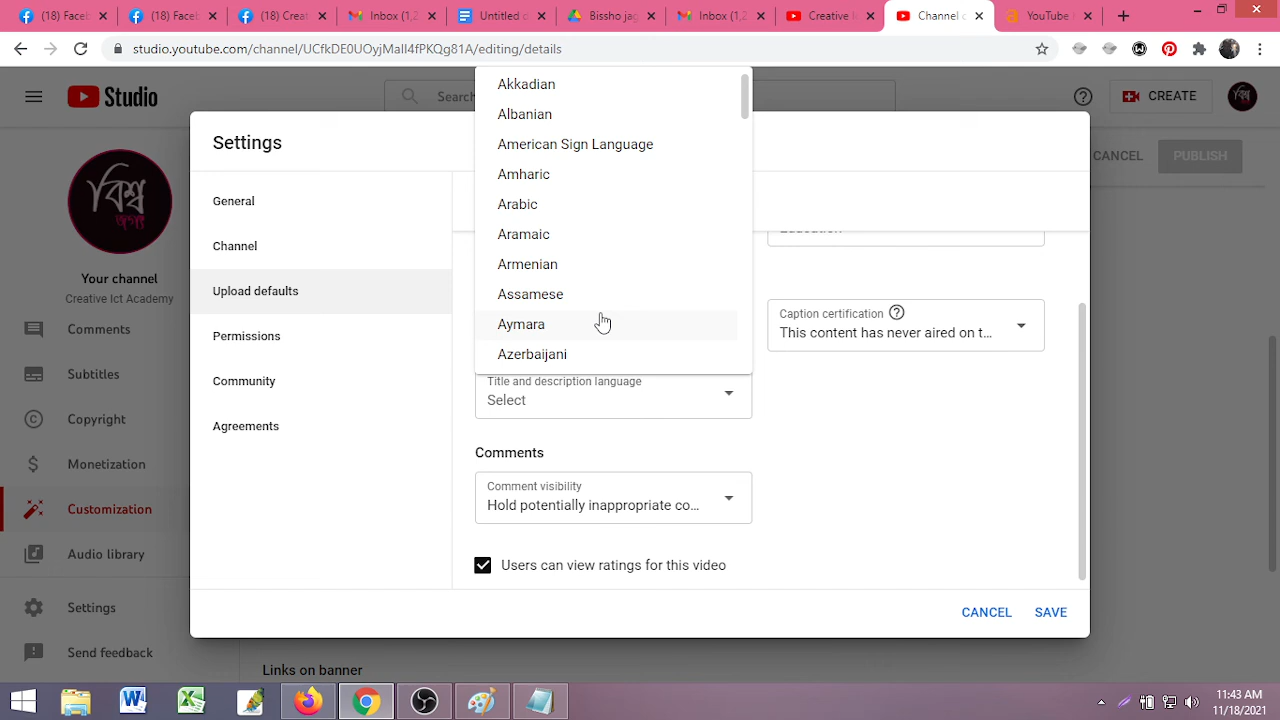 (18) Faceb
(18) Faceb
(18) Creat
Inbox (1,2
Untitled d
Bissho jag
Inbox (1,2
Creative I
Channel c
YouTube /
studio.youtube.com/channel/UCfkDE0UOyjMall4fPKQg81A/editing/details
Studio
Search
CREATE
বিশ্ব
জগৎ
CANCEL
PUBLISH
বিশ্ব
জগৎ
Your channel
Creative Ict Academy
Comments
Subtitles
Copyright
Monetization
Customization
Audio library
Settings
Send feedback
Settings
General
Channel
Upload defaults
Permissions
Community
Agreements
Akkadian
Albanian
American Sign Language
Amharic
Arabic
Aramaic
Armenian
Assamese
Aymara
Azerbaijani
Education
Caption certification
This content has never aired on t...
Title and description language
Select
Comments
Comment visibility
Hold potentially inappropriate co...
Users can view ratings for this video
CANCEL
SAVE
Links on banner
11:43 AM
11/18/2021